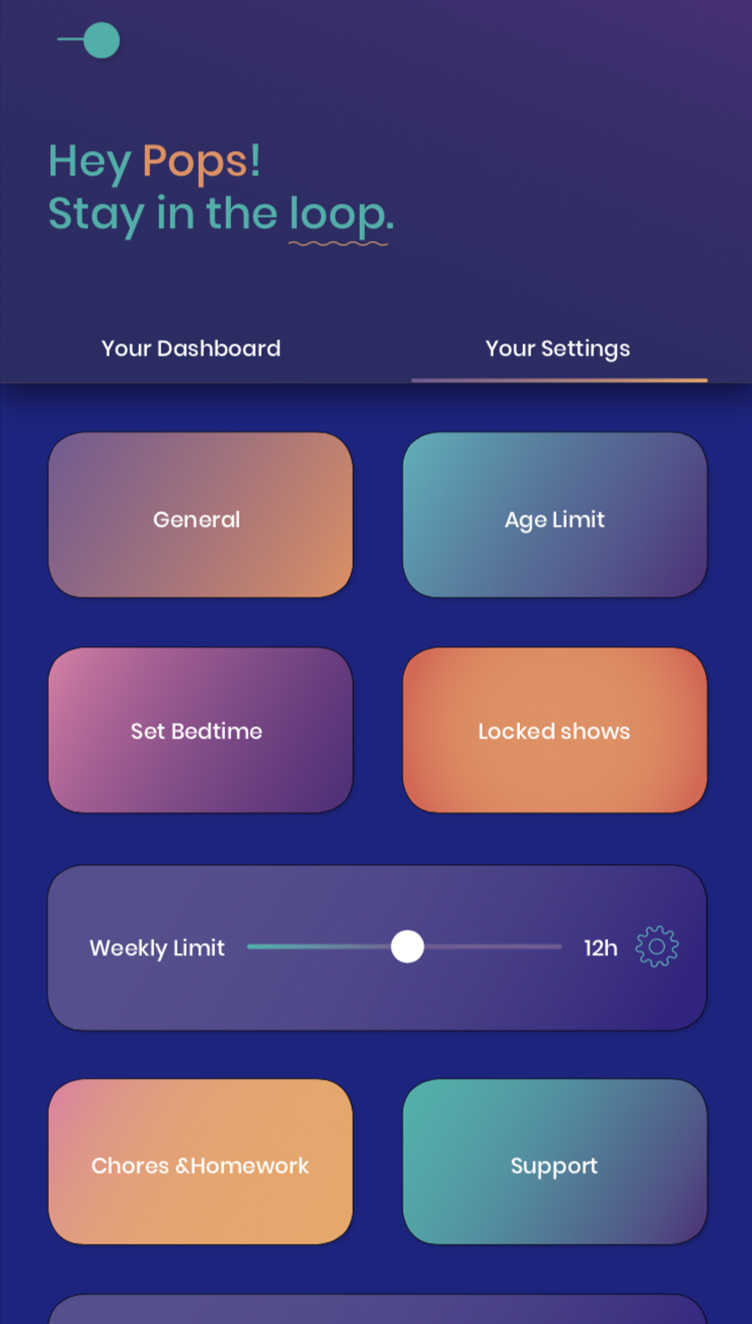 Hey Pops!
Stay in the loop.
Your Dashboard
Your Settings
General
Age Limit
Set Bedtime
Locked shows
Weekly Limit
12h
Chores &Homework
Support